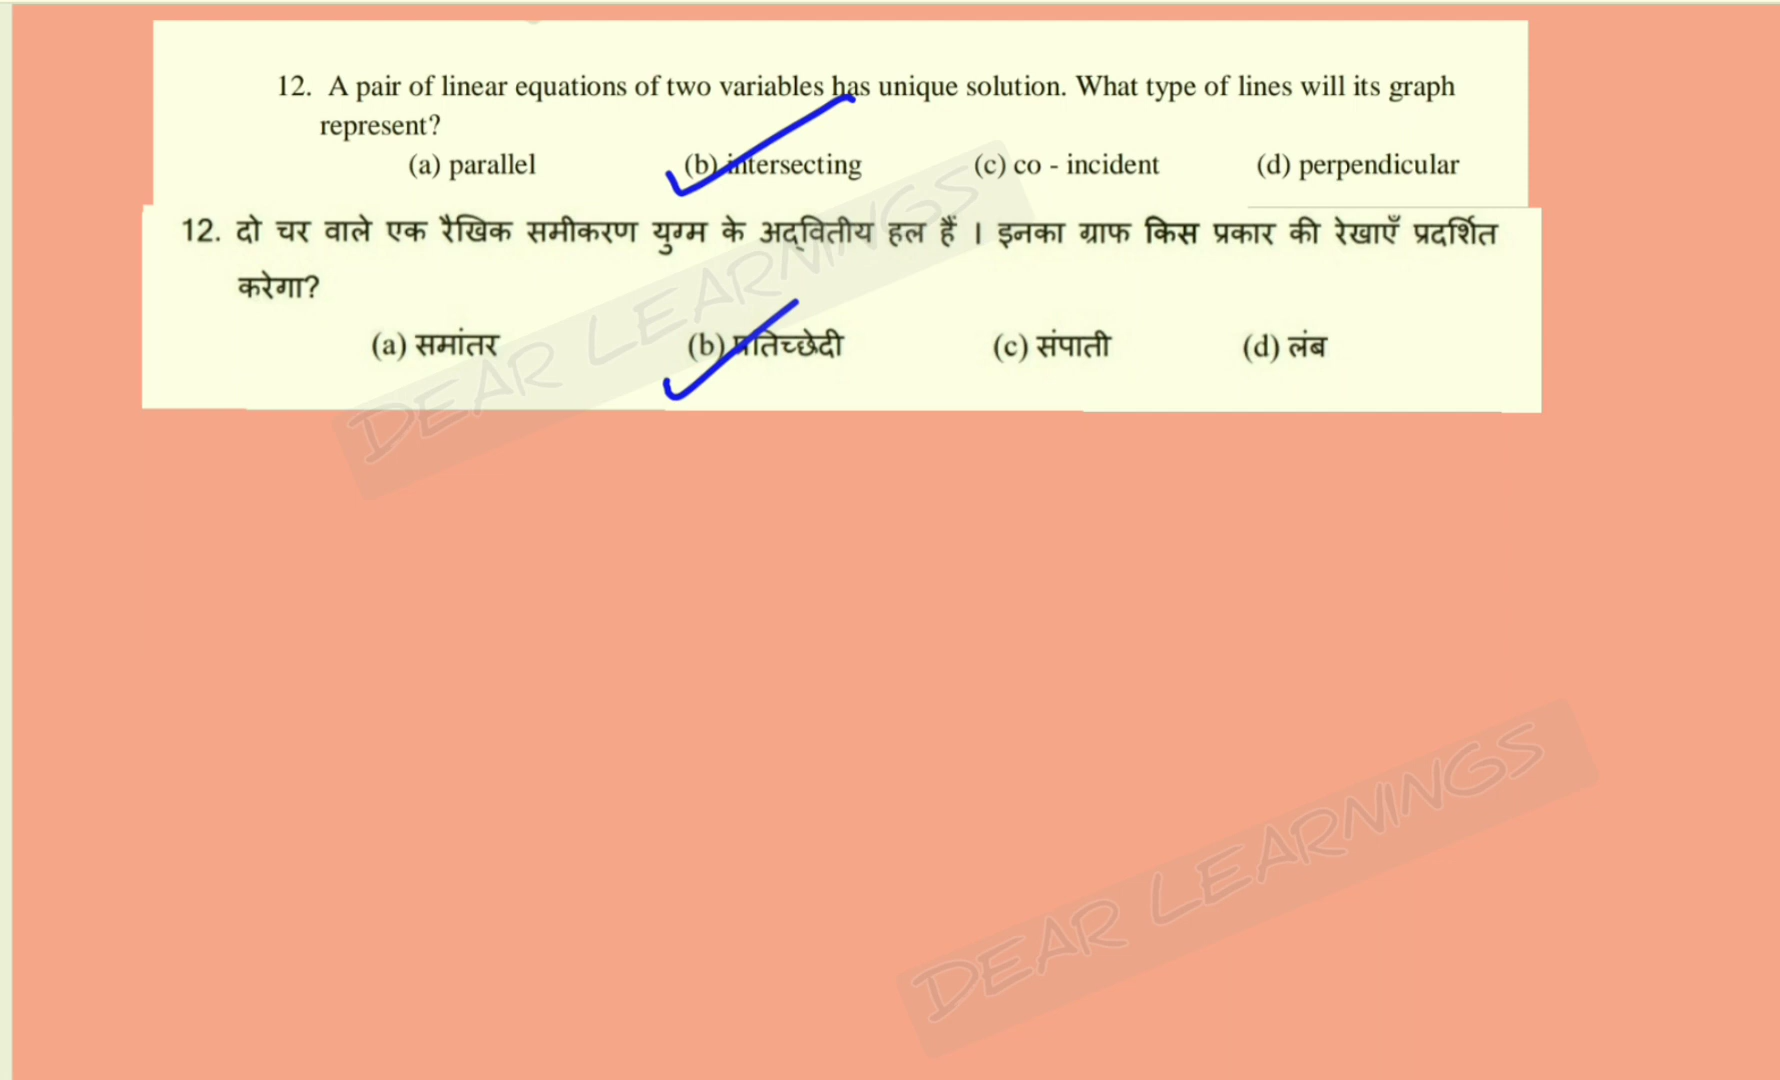 12. A pair of linear equations of two variables has unique solution. What type of lines will its graph
represent?
(a) parallel (b) intersecting (c) co - incident (d) perpendicular
12. दो चर वाले एक रैखिक समीकरण युग्म के अद्वितीय हल हैं । इनका ग्राफ किस प्रकार की रेखाएँ प्रदर्शित
करेगा?
(a) समांतर (b) प्रतिच्छेदी (c) संपाती (d) लंब
DEAR LEARNINGS
DEAR LEARNINGS